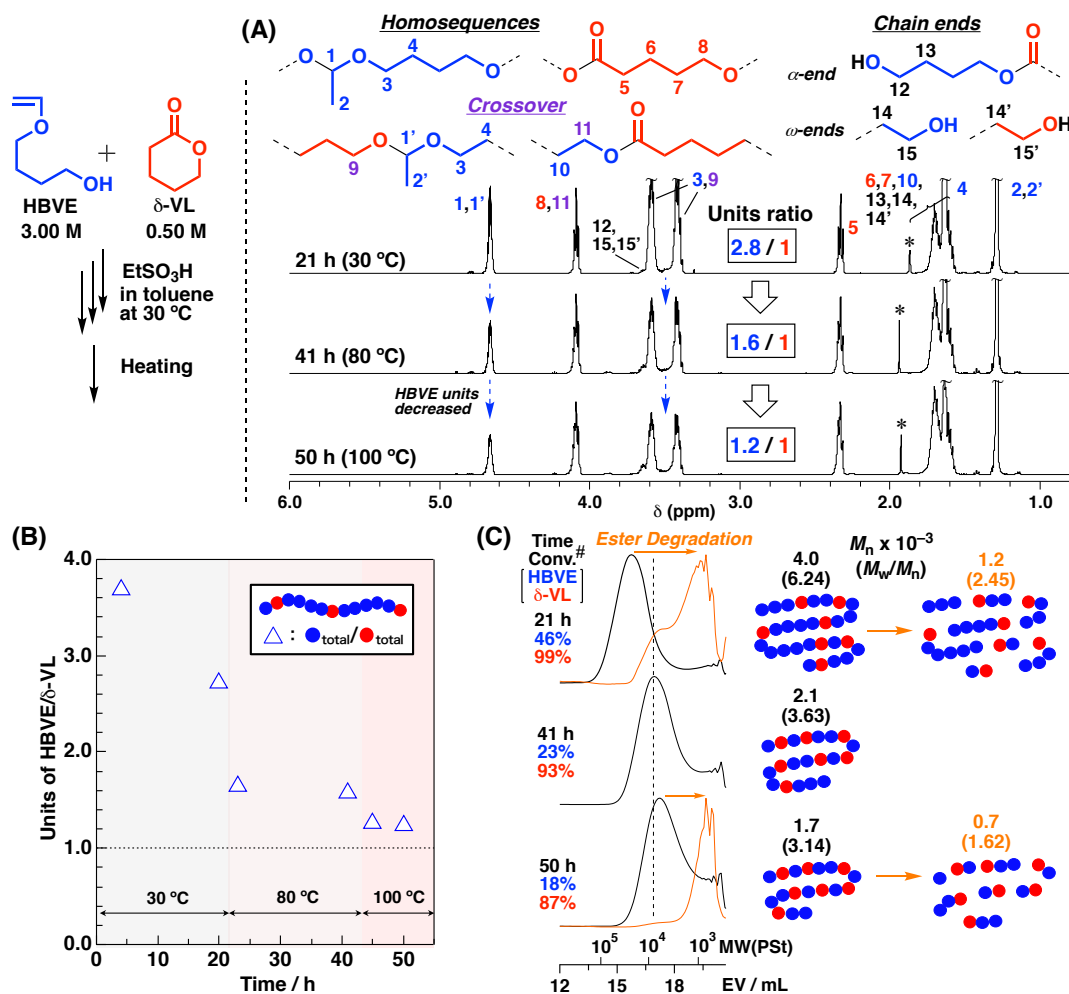 (A)
Homosequences
Chain ends
O
1
O
4
3
O
2
O
O
6
8
5
7
O
HO
13
12
O
O
α-end
Crossover
9
O
1'
O
4
3
2'
11
O
O
10
ω-ends
14
OH
15
14'
OH
15'
O
OH
+
O
O
HBVE
3.00 M
δ-VL
0.50 M
EtSO3H
in toluene
at 30 ºC
Heating
1,1'
8,11
12,
15,15'
3,9
Units ratio
5
6,7,10,
13,14,
14'
4
2,2'
21 h (30 ºC)
2.8 / 1
*
41 h (80 ºC)
1.6 / 1
*
HBVE units
decreased
50 h (100 ºC)
1.2 / 1
*
6.0 5.0 4.0 3.0 2.0 1.0
δ (ppm)
(B)
Units of HBVE/δ-VL
4.0
3.0
2.0
1.0
0.0
△ : ●total/●total
30 ºC
80 ºC
100 ºC
0 10 20 30 40 50
Time / h
(C)
Time
Conv.#
[HBVE
δ-VL]
Ester Degradation
Mn x 10−3
(Mw/Mn)
21 h
46%
99%
4.0
(6.24)
1.2
(2.45)
41 h
23%
93%
2.1
(3.63)
50 h
18%
87%
1.7
(3.14)
0.7
(1.62)
105 104 103 MW(PSt)
12 15 18 EV / mL